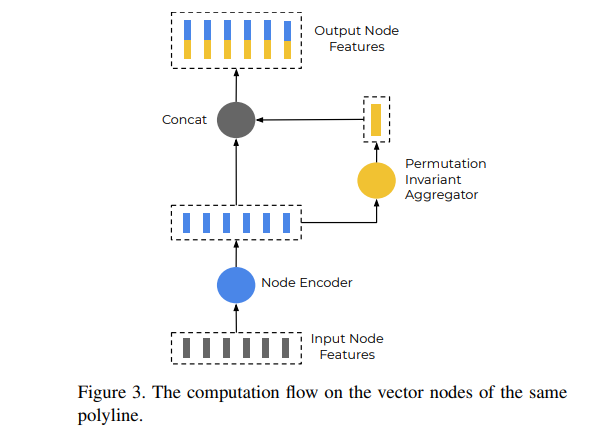 Output Node
Features
Concat
Permutation
Invariant
Aggregator
Node Encoder
Input Node
Features
Figure 3. The computation flow on the vector nodes of the same
polyline.